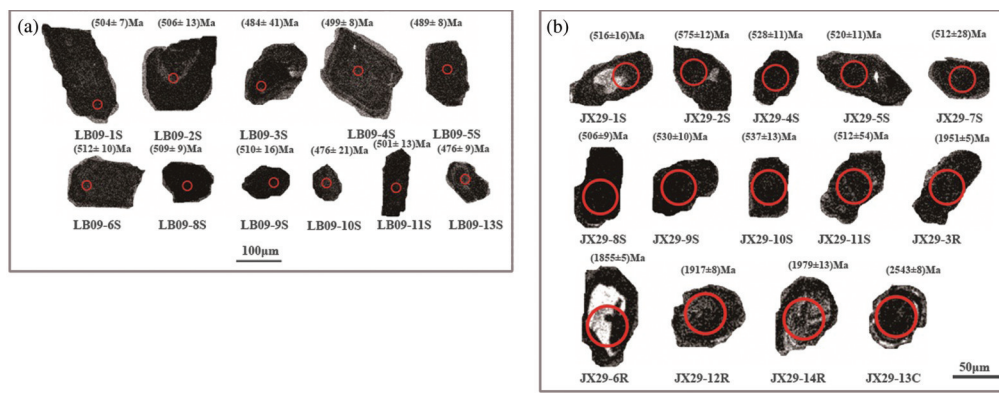 (a)
(504± 7)Ma (506± 13)Ma (484± 41)Ma (499± 8)Ma (489± 8)Ma
LB09-1S LB09-2S LB09-3S LB09-4S LB09-5S
(512± 10)Ma (509± 9)Ma (510± 16)Ma (476± 21)Ma (501± 13)Ma (476± 9)Ma
LB09-6S LB09-8S LB09-9S LB09-10S LB09-11S LB09-13S
100μm
(b)
(516±16)Ma (575±12)Ma (528±11)Ma (520±11)Ma (512±28)Ma
JX29-1S JX29-2S JX29-4S JX29-5S JX29-7S
(506±9)Ma (530±10)Ma (537±13)Ma (512±54)Ma (1951±5)Ma
JX29-8S JX29-9S JX29-10S JX29-11S JX29-3R
(1855±5)Ma (1917±8)Ma (1979±13)Ma (2543±8)Ma
JX29-6R JX29-12R JX29-14R JX29-13C
50μm